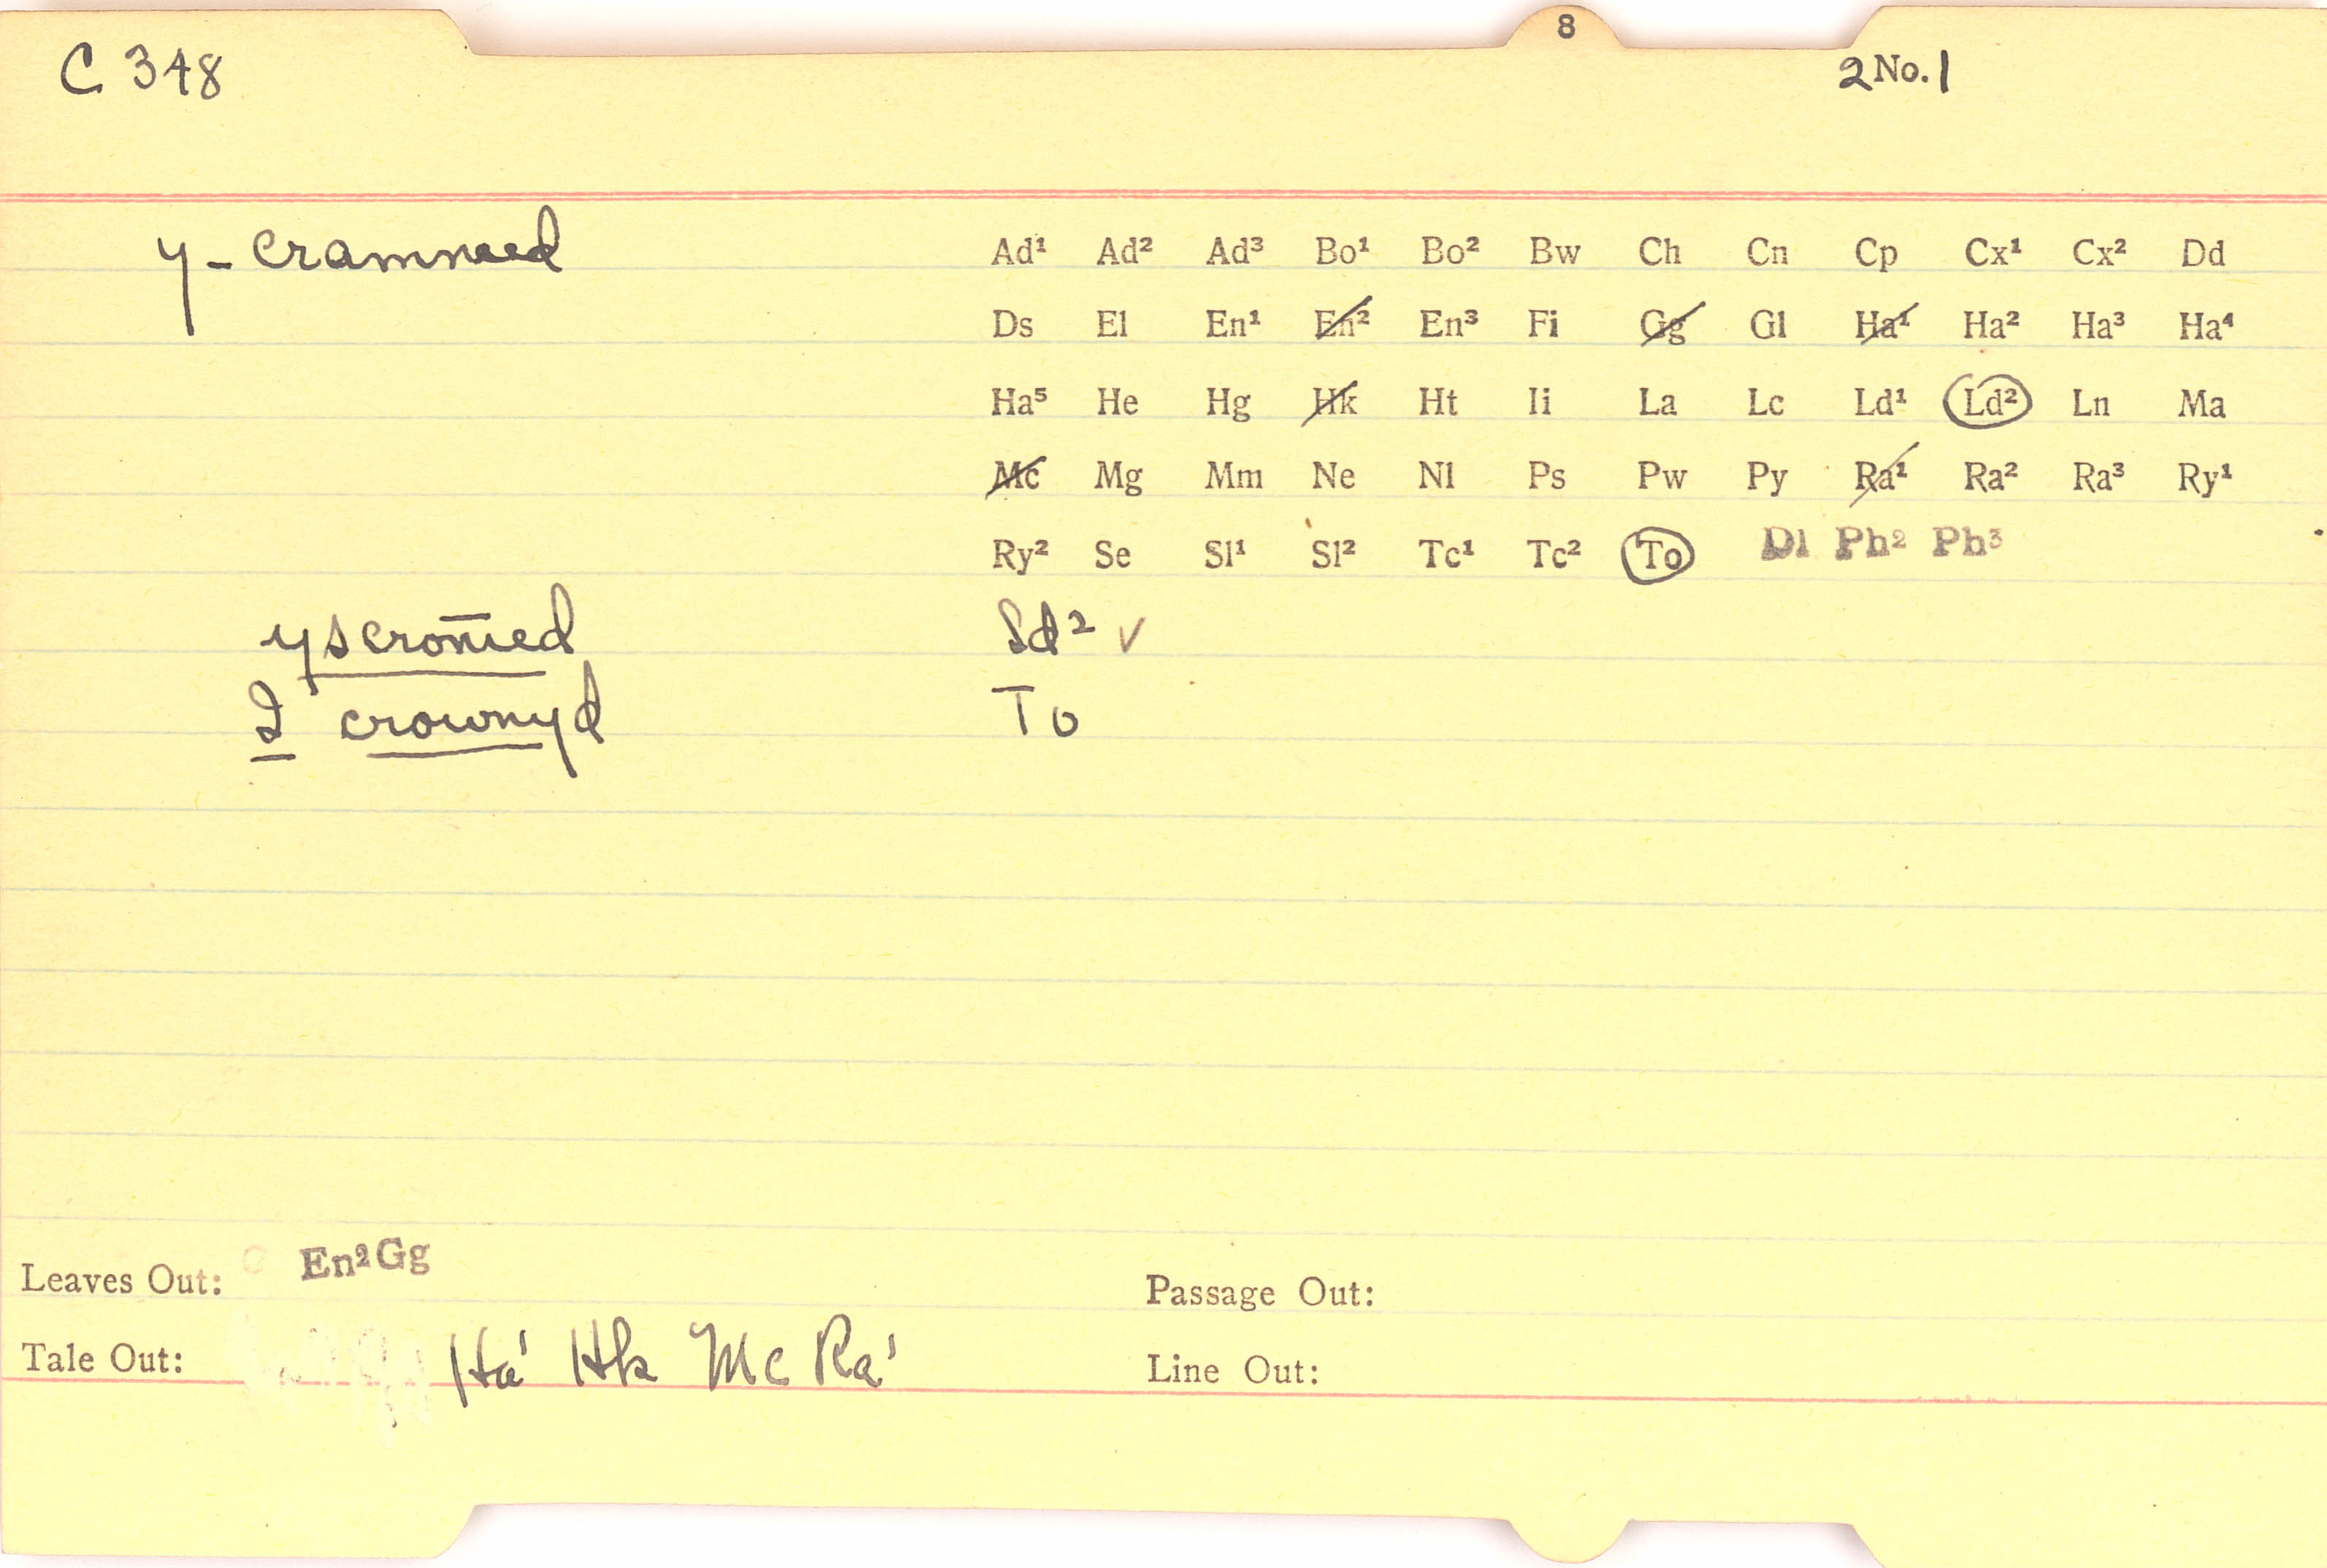 8
C 348 2No. 1
y-crammed Ad¹ Ad² Ad³ Bo¹ Bo² Bw Ch Cn Cp Cx¹ Cx² Dd
Ds El En¹ En² En³ Fi Gg Gl Ha¹ Ha² Ha³ Ha⁴
Ha⁵ He Hg Hk Ht Ii La Lc Ld¹ Ld² Ln Ma
Mc Mg Mm Ne Nl Ps Pw Py Ra¹ Ra² Ra³ Ry¹
Ry² Se Sl¹ Sl² Tc¹ Tc² To Dl Ph² Ph³
yscrom̄ed Ld² ✓
I crownyd To
Leaves Out: En²Gg Passage Out:
Tale Out: Ha¹ Hk Mc Ra¹ Line Out: